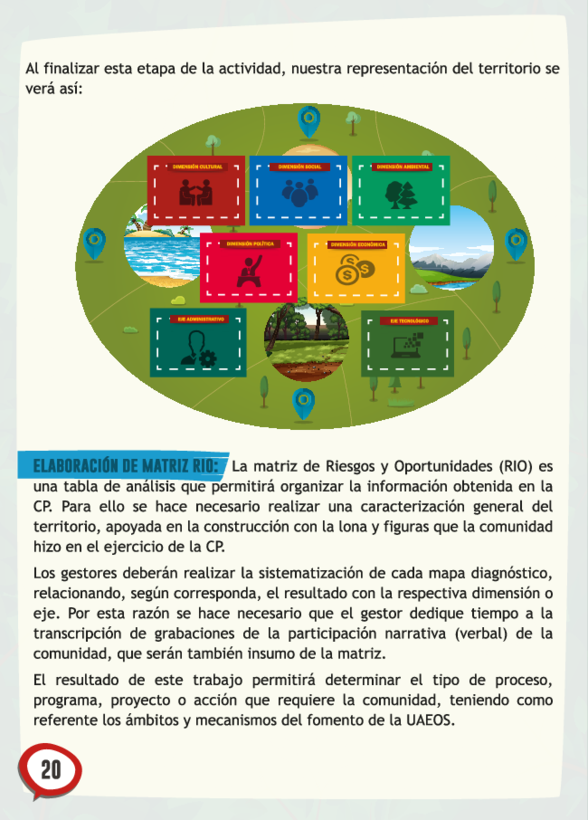 Al finalizar esta etapa de la actividad, nuestra representación del territorio se
verá así:
DIMENSIÓN CULTURAL
DIMENSIÓN SOCIAL
DIMENSIÓN AMBIENTAL
DIMENSIÓN POLÍTICA
DIMENSIÓN ECONÓMICA
EJE ADMINISTRATIVO
EJE TECNOLÓGICO
ELABORACIÓN DE MATRIZ RIO: La matriz de Riesgos y Oportunidades (RIO) es
una tabla de análisis que permitirá organizar la información obtenida en la
CP. Para ello se hace necesario realizar una caracterización general del
territorio, apoyada en la construcción con la lona y figuras que la comunidad
hizo en el ejercicio de la CP.
Los gestores deberán realizar la sistematización de cada mapa diagnóstico,
relacionando, según corresponda, el resultado con la respectiva dimensión o
eje. Por esta razón se hace necesario que el gestor dedique tiempo a la
transcripción de grabaciones de la participación narrativa (verbal) de la
comunidad, que serán también insumo de la matriz.
El resultado de este trabajo permitirá determinar el tipo de proceso,
programa, proyecto o acción que requiere la comunidad, teniendo como
referente los ámbitos y mecanismos del fomento de la UAEOS.
20